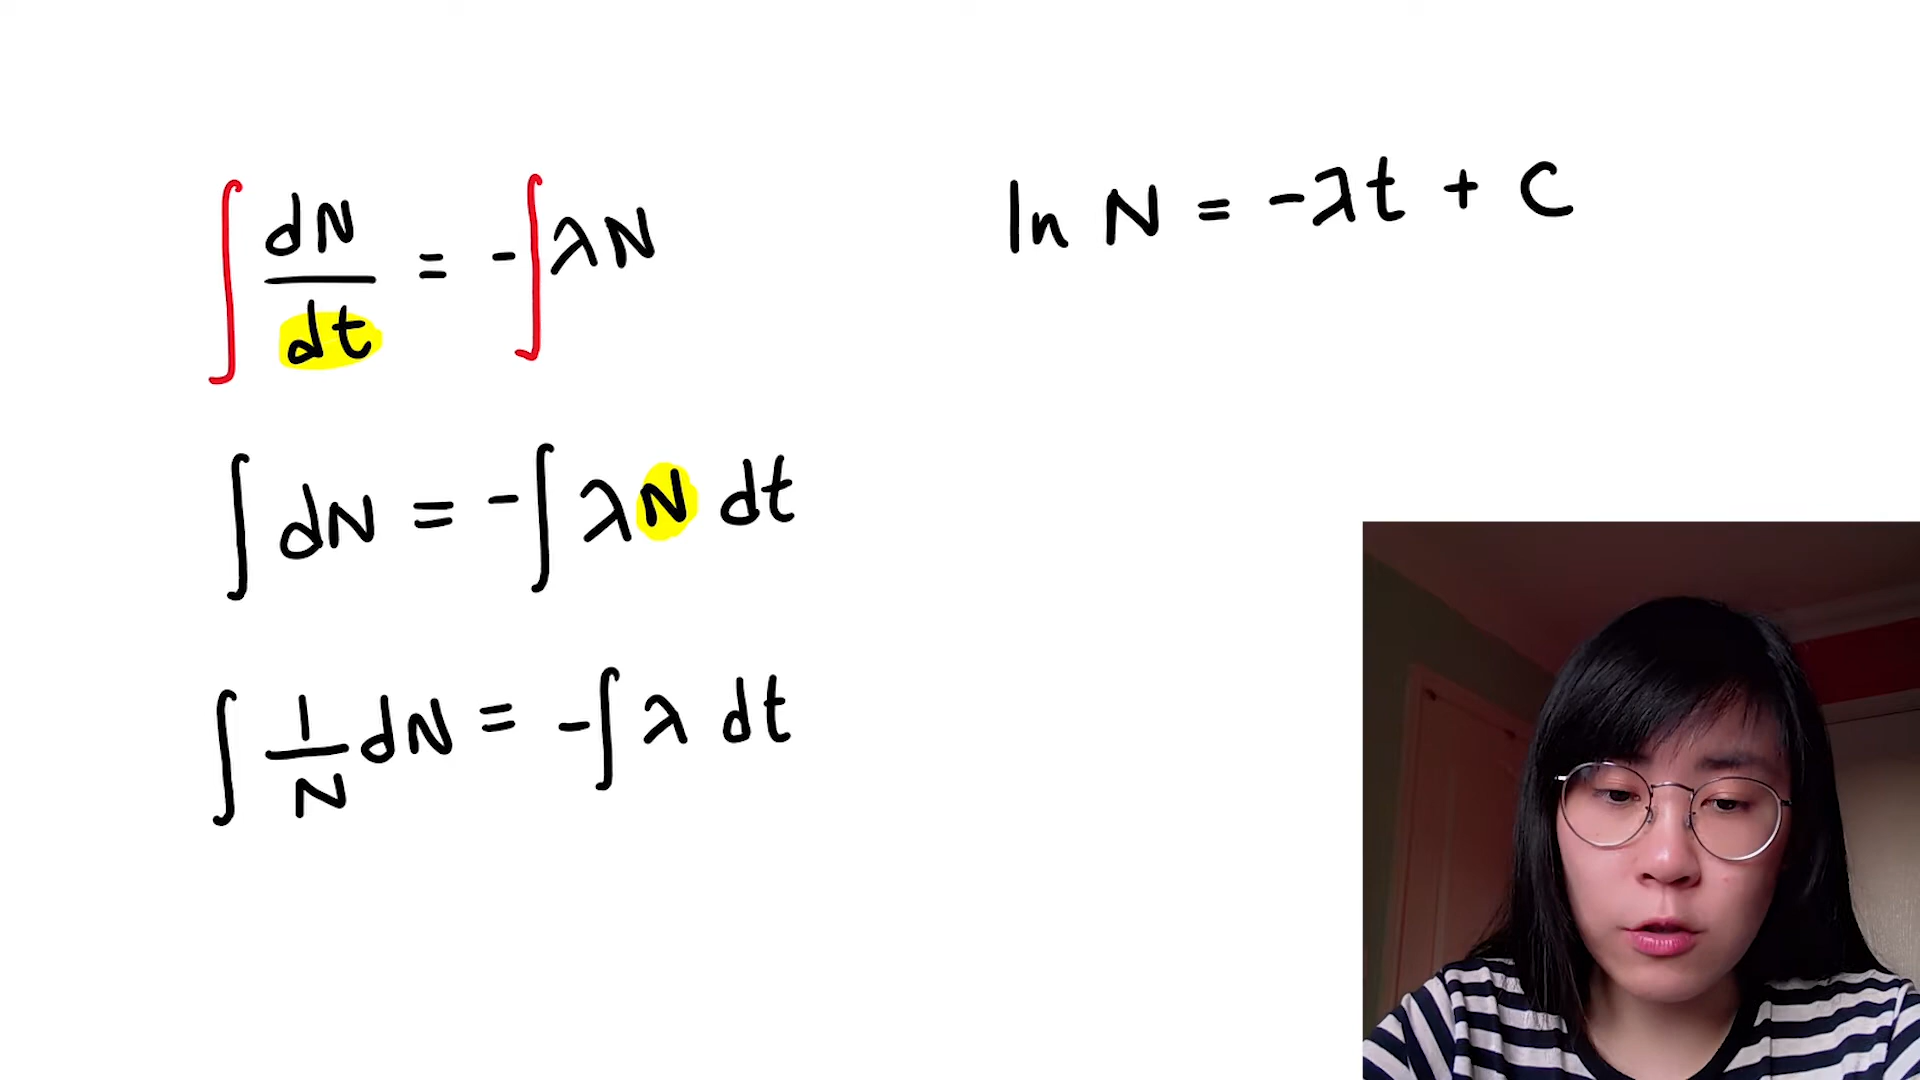 ∫ dN/dt = -∫ λN
∫ dN = -∫ λN dt
∫ 1/N dN = -∫ λ dt
ln N = -λt + C